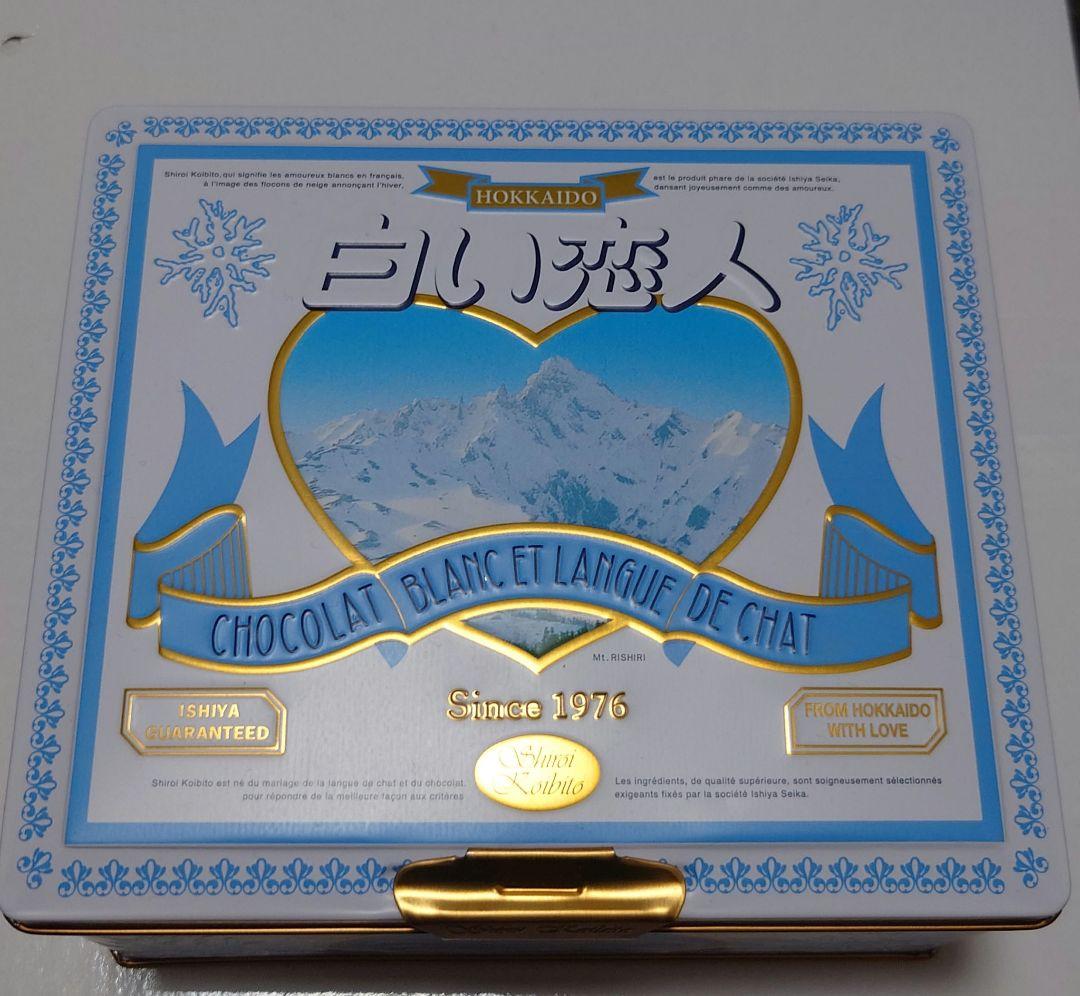 Shiroi Koibito, qui signifie les amoureux blancs en français,
à l'image des flocons de neige annonçant l'hiver,
HOKKAIDO
est le produit phare de la société Ishiya Seika,
dansant joyeusement comme des amoureux.
白い恋人
CHOCOLAT BLANC ET LANGUE DE CHAT
Mt. RISHIRI
Since 1976
ISHIYA
GUARANTEED
FROM HOKKAIDO
WITH LOVE
Shiroi
Koibito
Shiroi Koibito est né du mariage de la langue de chat et du chocolat.
pour répondre de la meilleure façon aux critères
Les ingrédients, de qualité supérieure, sont soigneusement sélectionnés
exigeants fixés par la société Ishiya Seika.